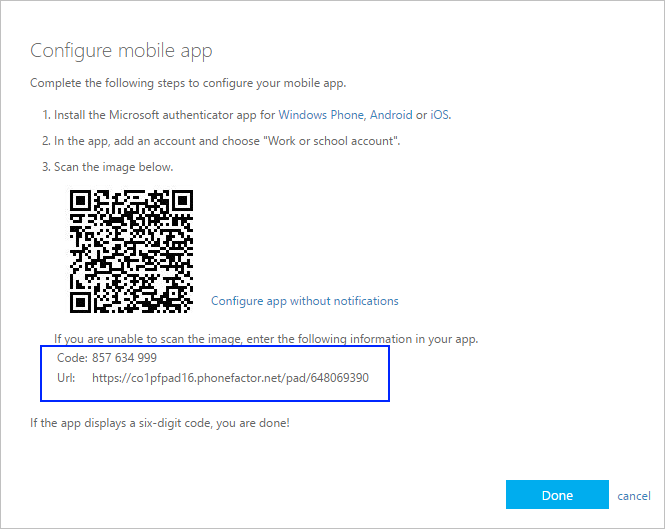 Configure mobile app
Complete the following steps to configure your mobile app.
1. Install the Microsoft authenticator app for Windows Phone, Android or iOS.
2. In the app, add an account and choose "Work or school account".
3. Scan the image below.
Configure app without notifications
If you are unable to scan the image, enter the following information in your app.
Code: 857 634 999
Url: https://co1pfpad16.phonefactor.net/pad/648069390
If the app displays a six-digit code, you are done!
Done cancel